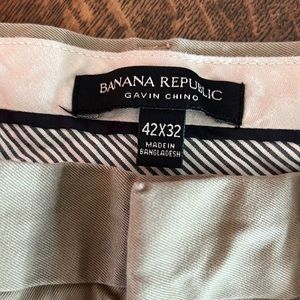 BANANA REPUBLIC
GAVIN CHINO
42X32
MADE IN
BANGLADESH